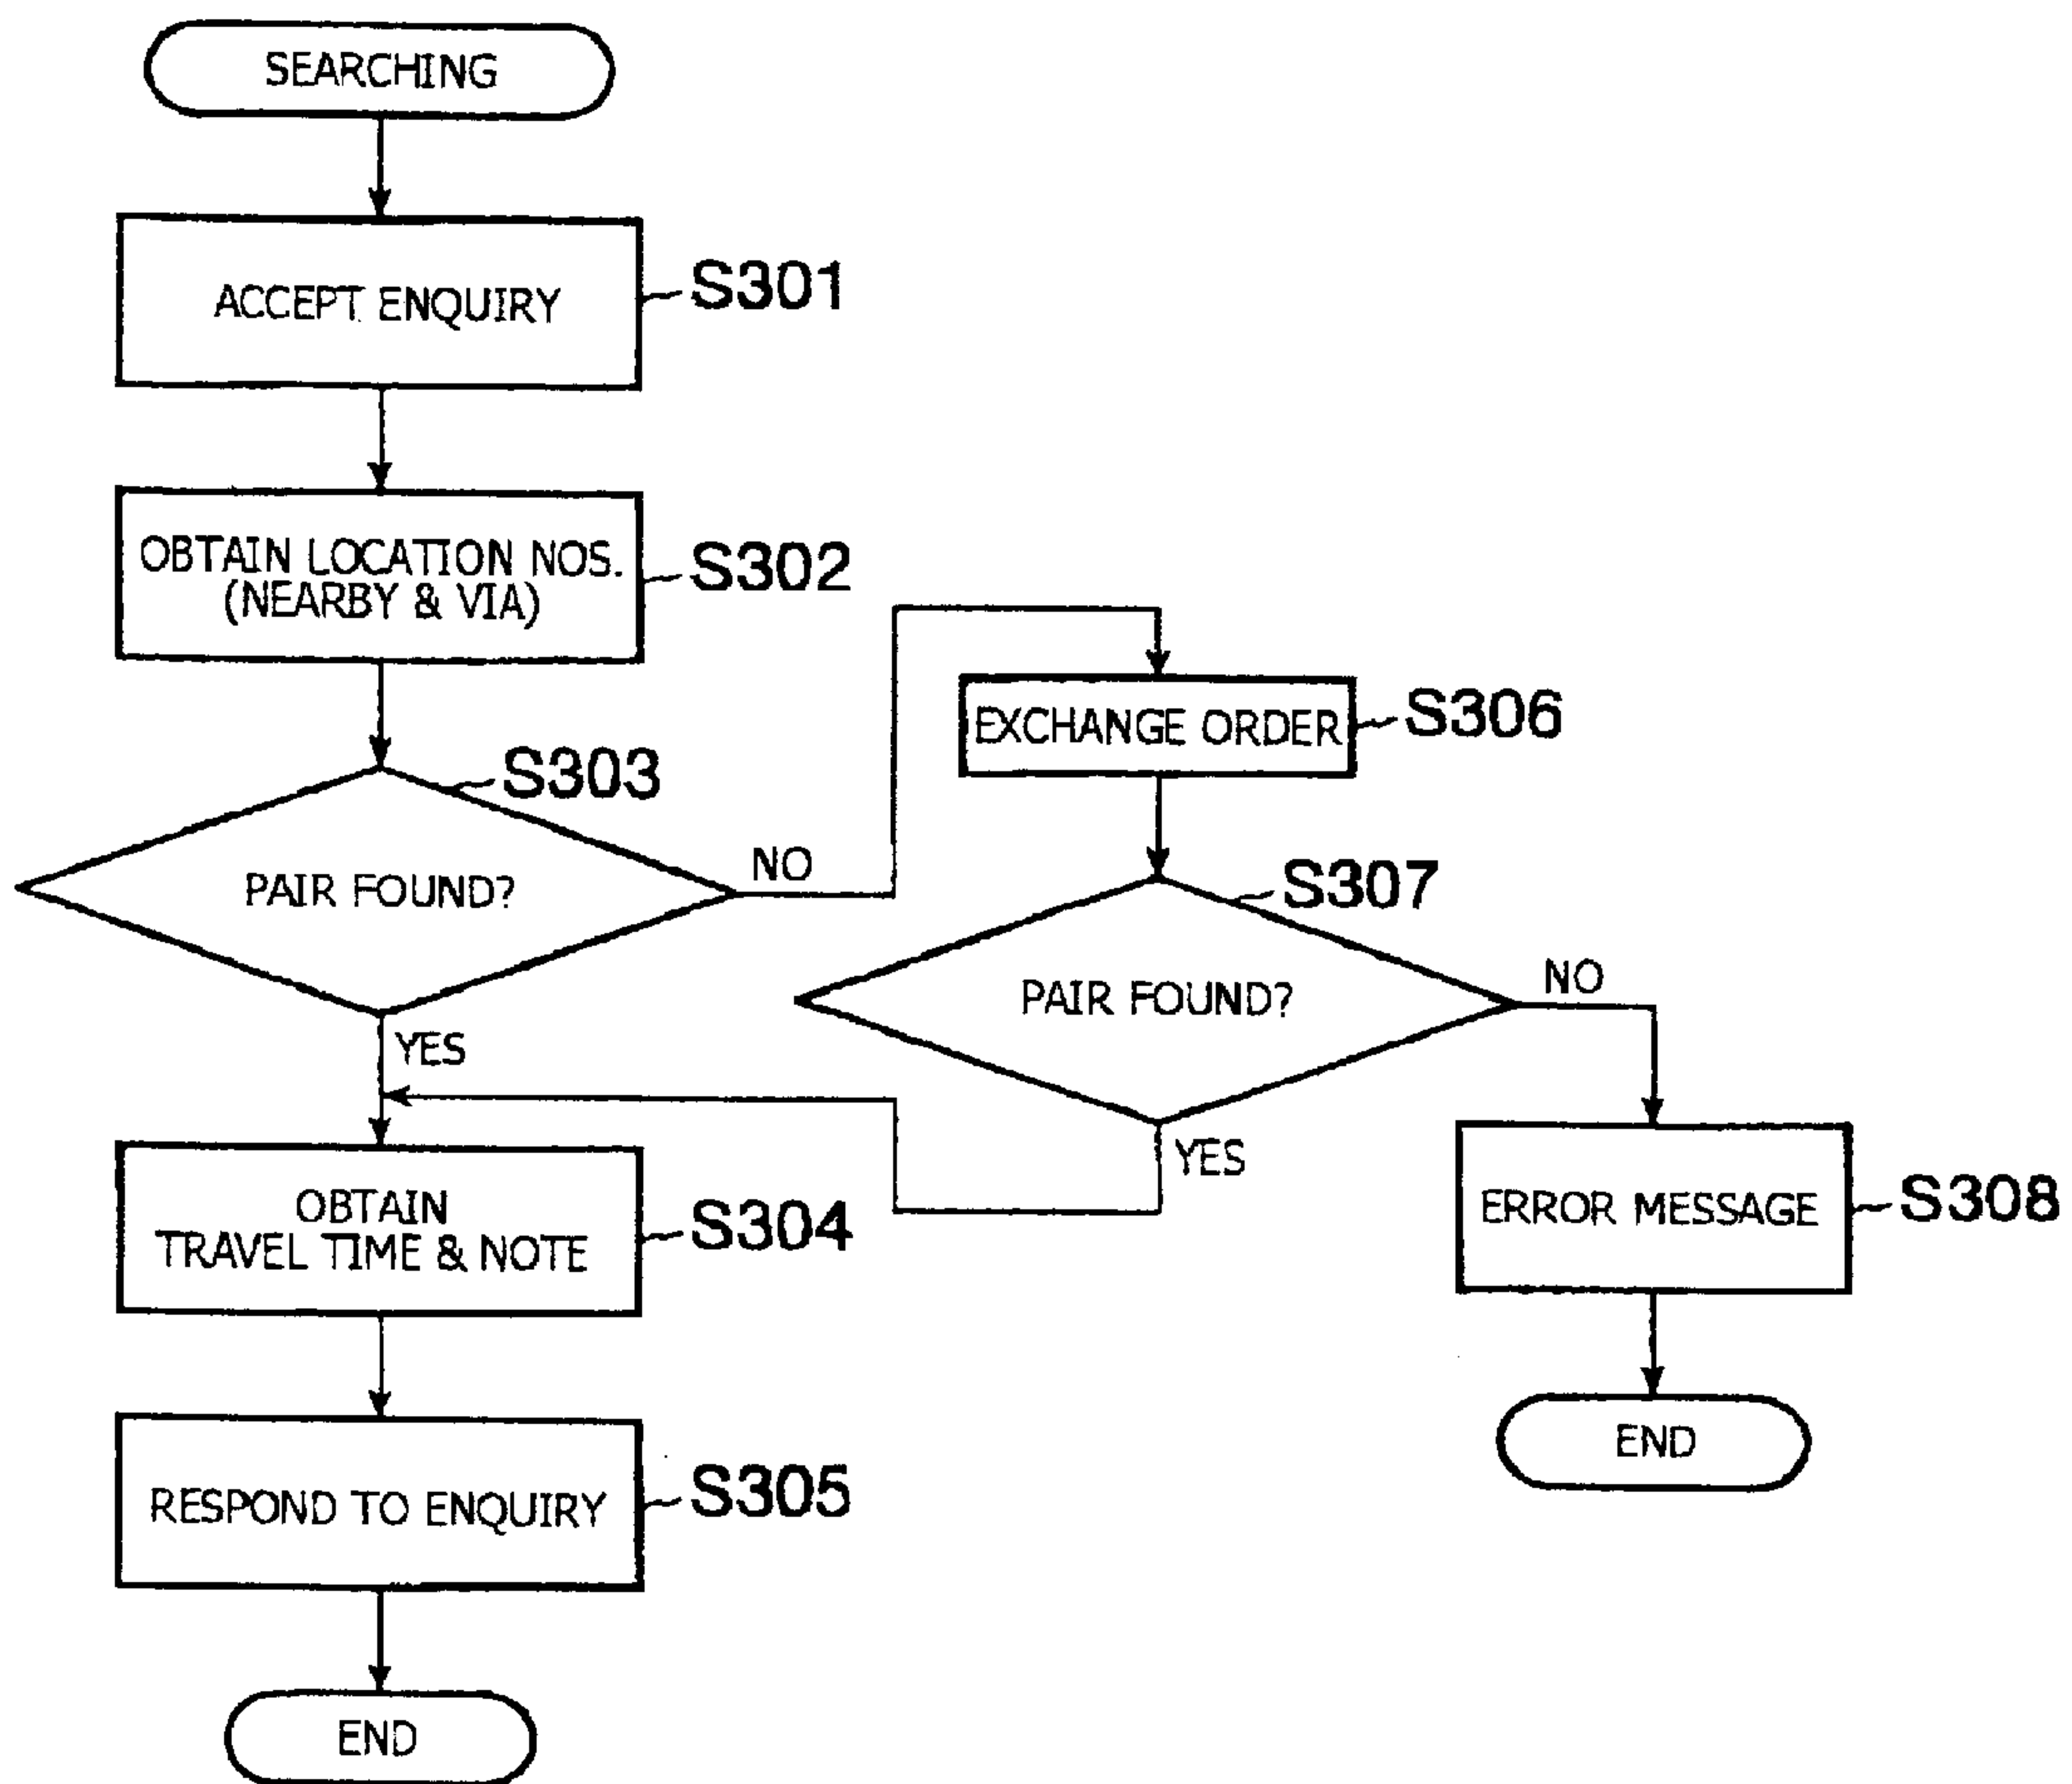 SEARCHING
ACCEPT ENQUIRY
S301
OBTAIN LOCATION NOS.
(NEARBY & VIA)
S302
S303
PAIR FOUND?
NO
YES
EXCHANGE ORDER
S306
S307
PAIR FOUND?
NO
YES
OBTAIN
TRAVEL TIME & NOTE
S304
ERROR MESSAGE
S308
RESPOND TO ENQUIRY
S305
END
END